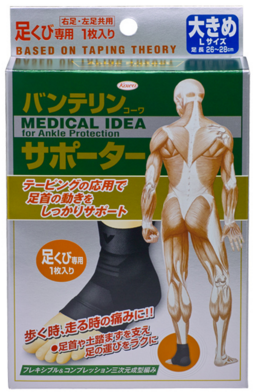 足くび専用 右足・左足共用 1枚入り
大きめ
Lサイズ
足長 26~28cm
BASED ON TAPING THEORY
Kowa
バンテリンコーワ
MEDICAL IDEA
for Ankle Protection
サポーター
テーピングの応用で
足首の動きを
しっかりサポート
足くび専用
1枚入り
歩く時、走る時の痛みに!!
●足首や土踏まずを支え
足の運びをラクに
フレキシブル&コンプレッション三次元成型編み